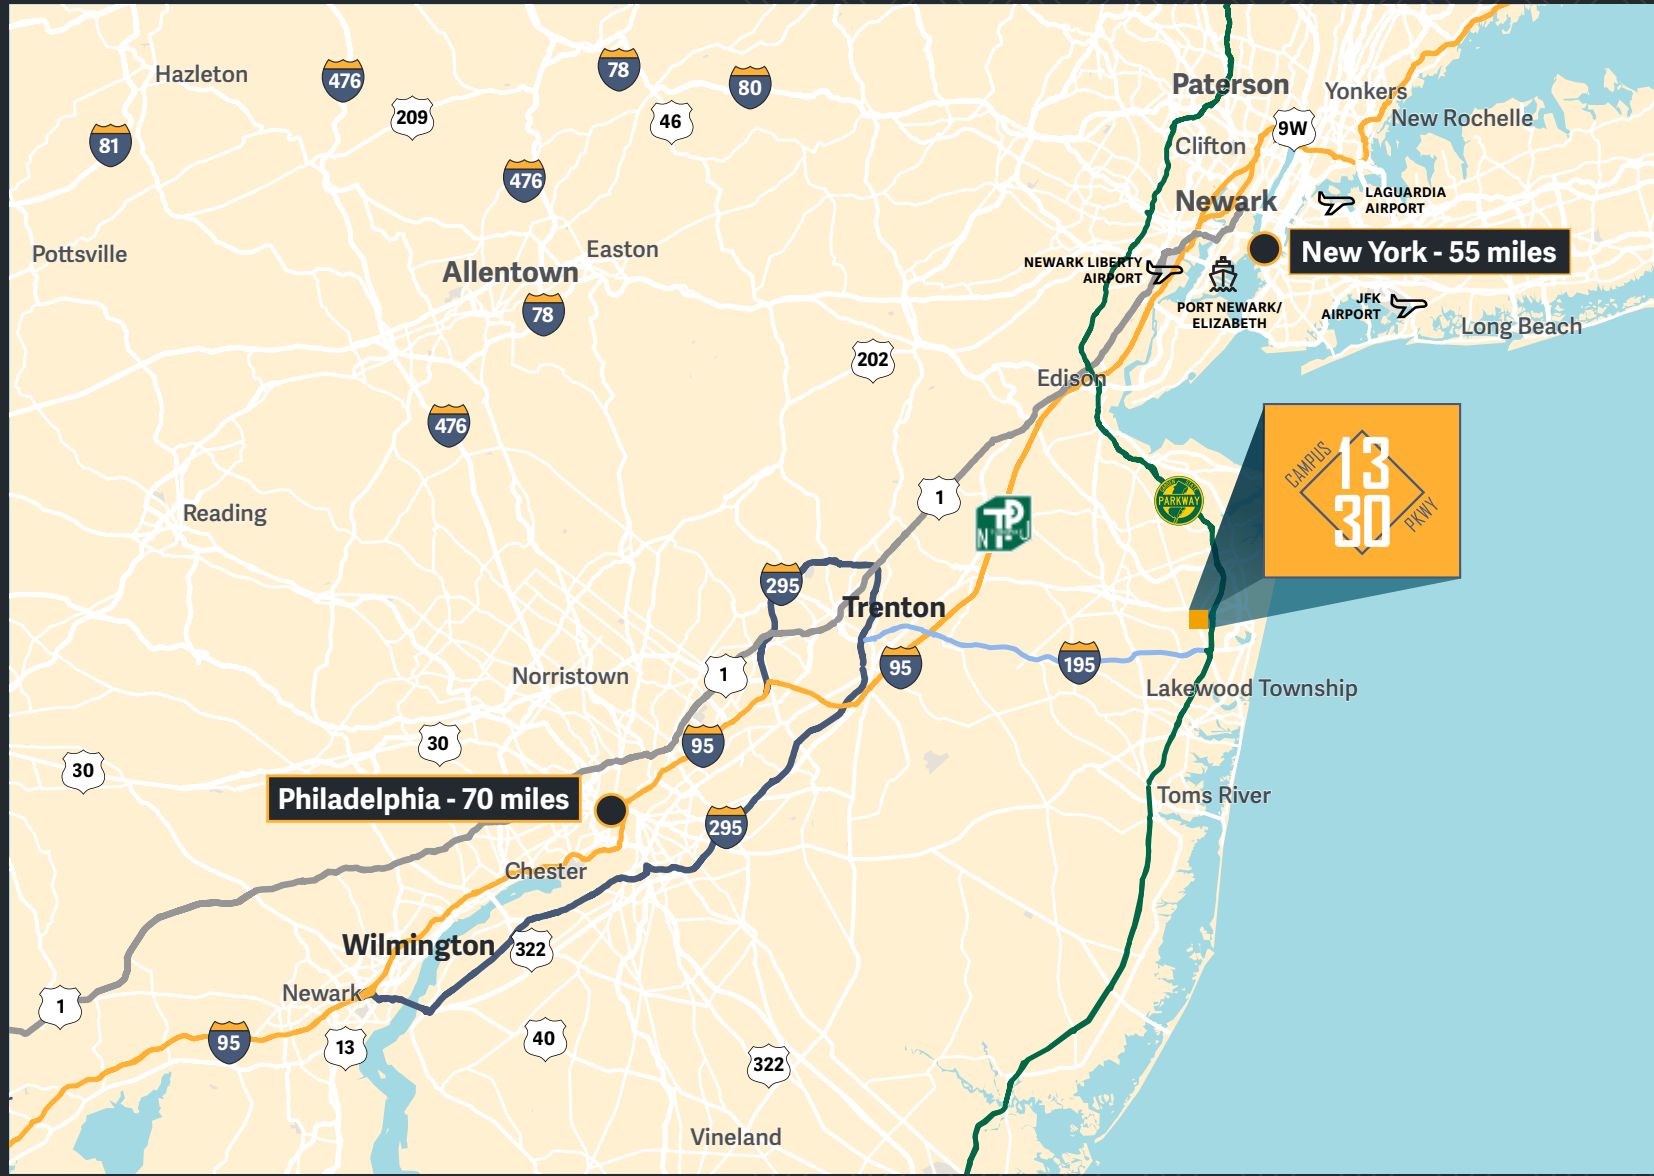 Hazleton
476
78
80
Paterson
Yonkers
209
46
9W
New Rochelle
81
Clifton
476
LAGUARDIA
AIRPORT
Newark
Pottsville
Easton
New York - 55 miles
Allentown
NEWARK LIBERTY
AIRPORT
78
PORT NEWARK/
ELIZABETH
JFK
AIRPORT
Long Beach
202
Edison
476
CAMPUS
13
30
PKWY
1
PARKWAY
Reading
NTPJ
295
Trenton
195
95
1
Norristown
Lakewood Township
30
95
30
Philadelphia - 70 miles
Toms River
295
Chester
Wilmington
322
Newark
1
95
13
40
322
Vineland